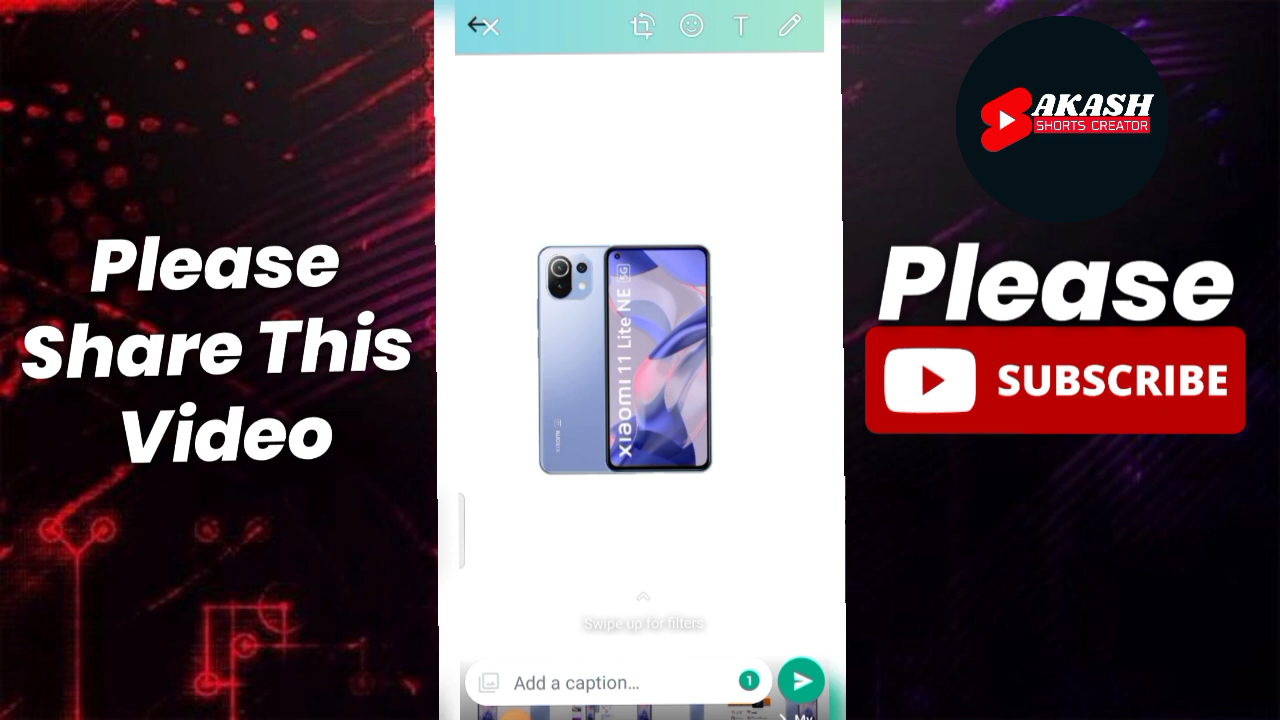 Please
Share This
Video
T
xiaomi 11 Lite NE 5G
Swipe up for filters
Add a caption...
1
My
AKASH
SHORTS CREATOR
Please
SUBSCRIBE